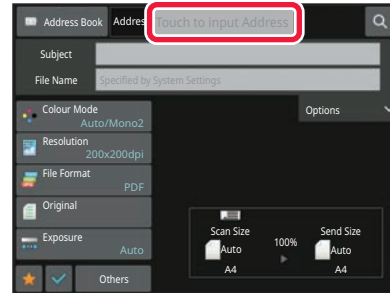 Address Book Addres Touch to input Address
Subject
File Name Specified by System Settings
Options
Colour Mode
Auto/Mono2
Resolution
200x200dpi
File Format
PDF
Original
Exposure
Auto
Others
Scan Size 100% Send Size
Auto Auto
A4 A4